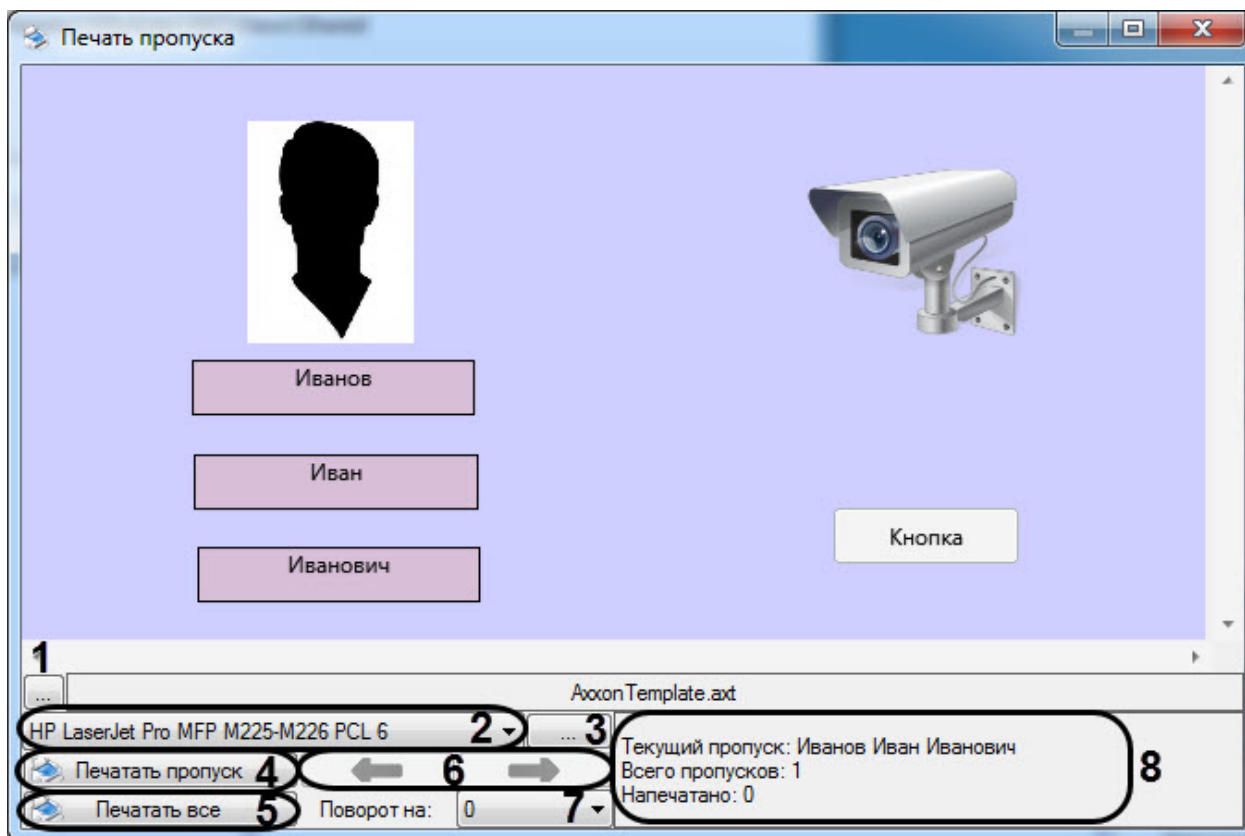 Печать пропуска
Иванов
Иван
Иванович
Кнопка
1
... AxxonTemplate.axt
HP LaserJet Pro MFP M225-M226 PCL 6 2 ... 3
Печатать пропуск 4 6
Печатать все 5 Поворот на: 0 7
Текущий пропуск: Иванов Иван Иванович
Всего пропусков: 1
Напечатано: 0
8